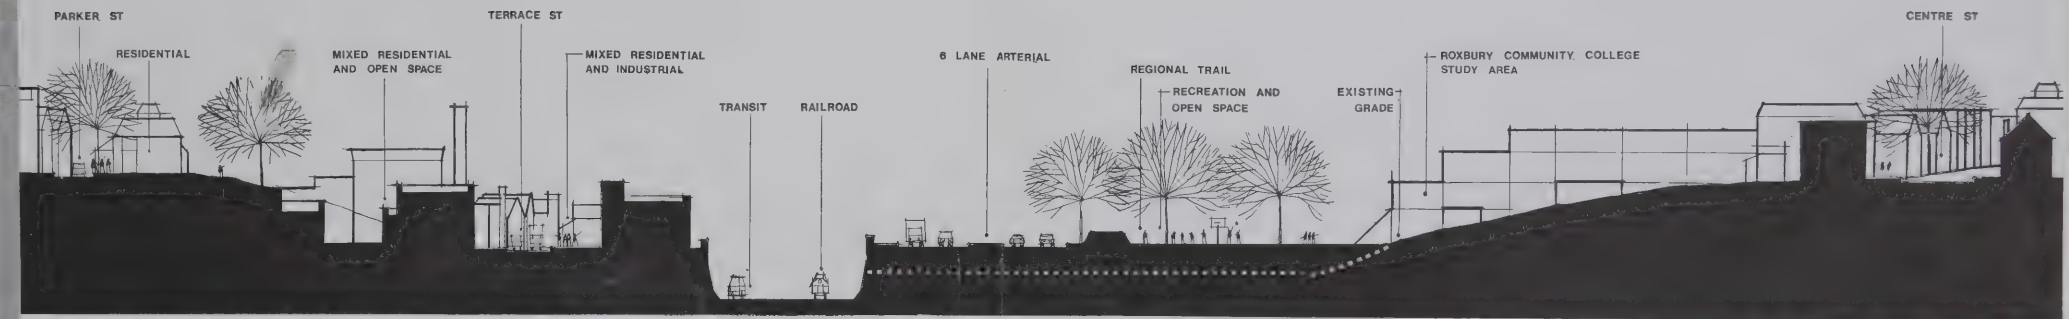 PARKER ST
RESIDENTIAL
MIXED RESIDENTIAL
AND OPEN SPACE
TERRACE ST
MIXED RESIDENTIAL
AND INDUSTRIAL
TRANSIT
RAILROAD
6 LANE ARTERIAL
REGIONAL TRAIL
RECREATION AND
OPEN SPACE
EXISTING
GRADE
ROXBURY COMMUNITY COLLEGE
STUDY AREA
CENTRE ST